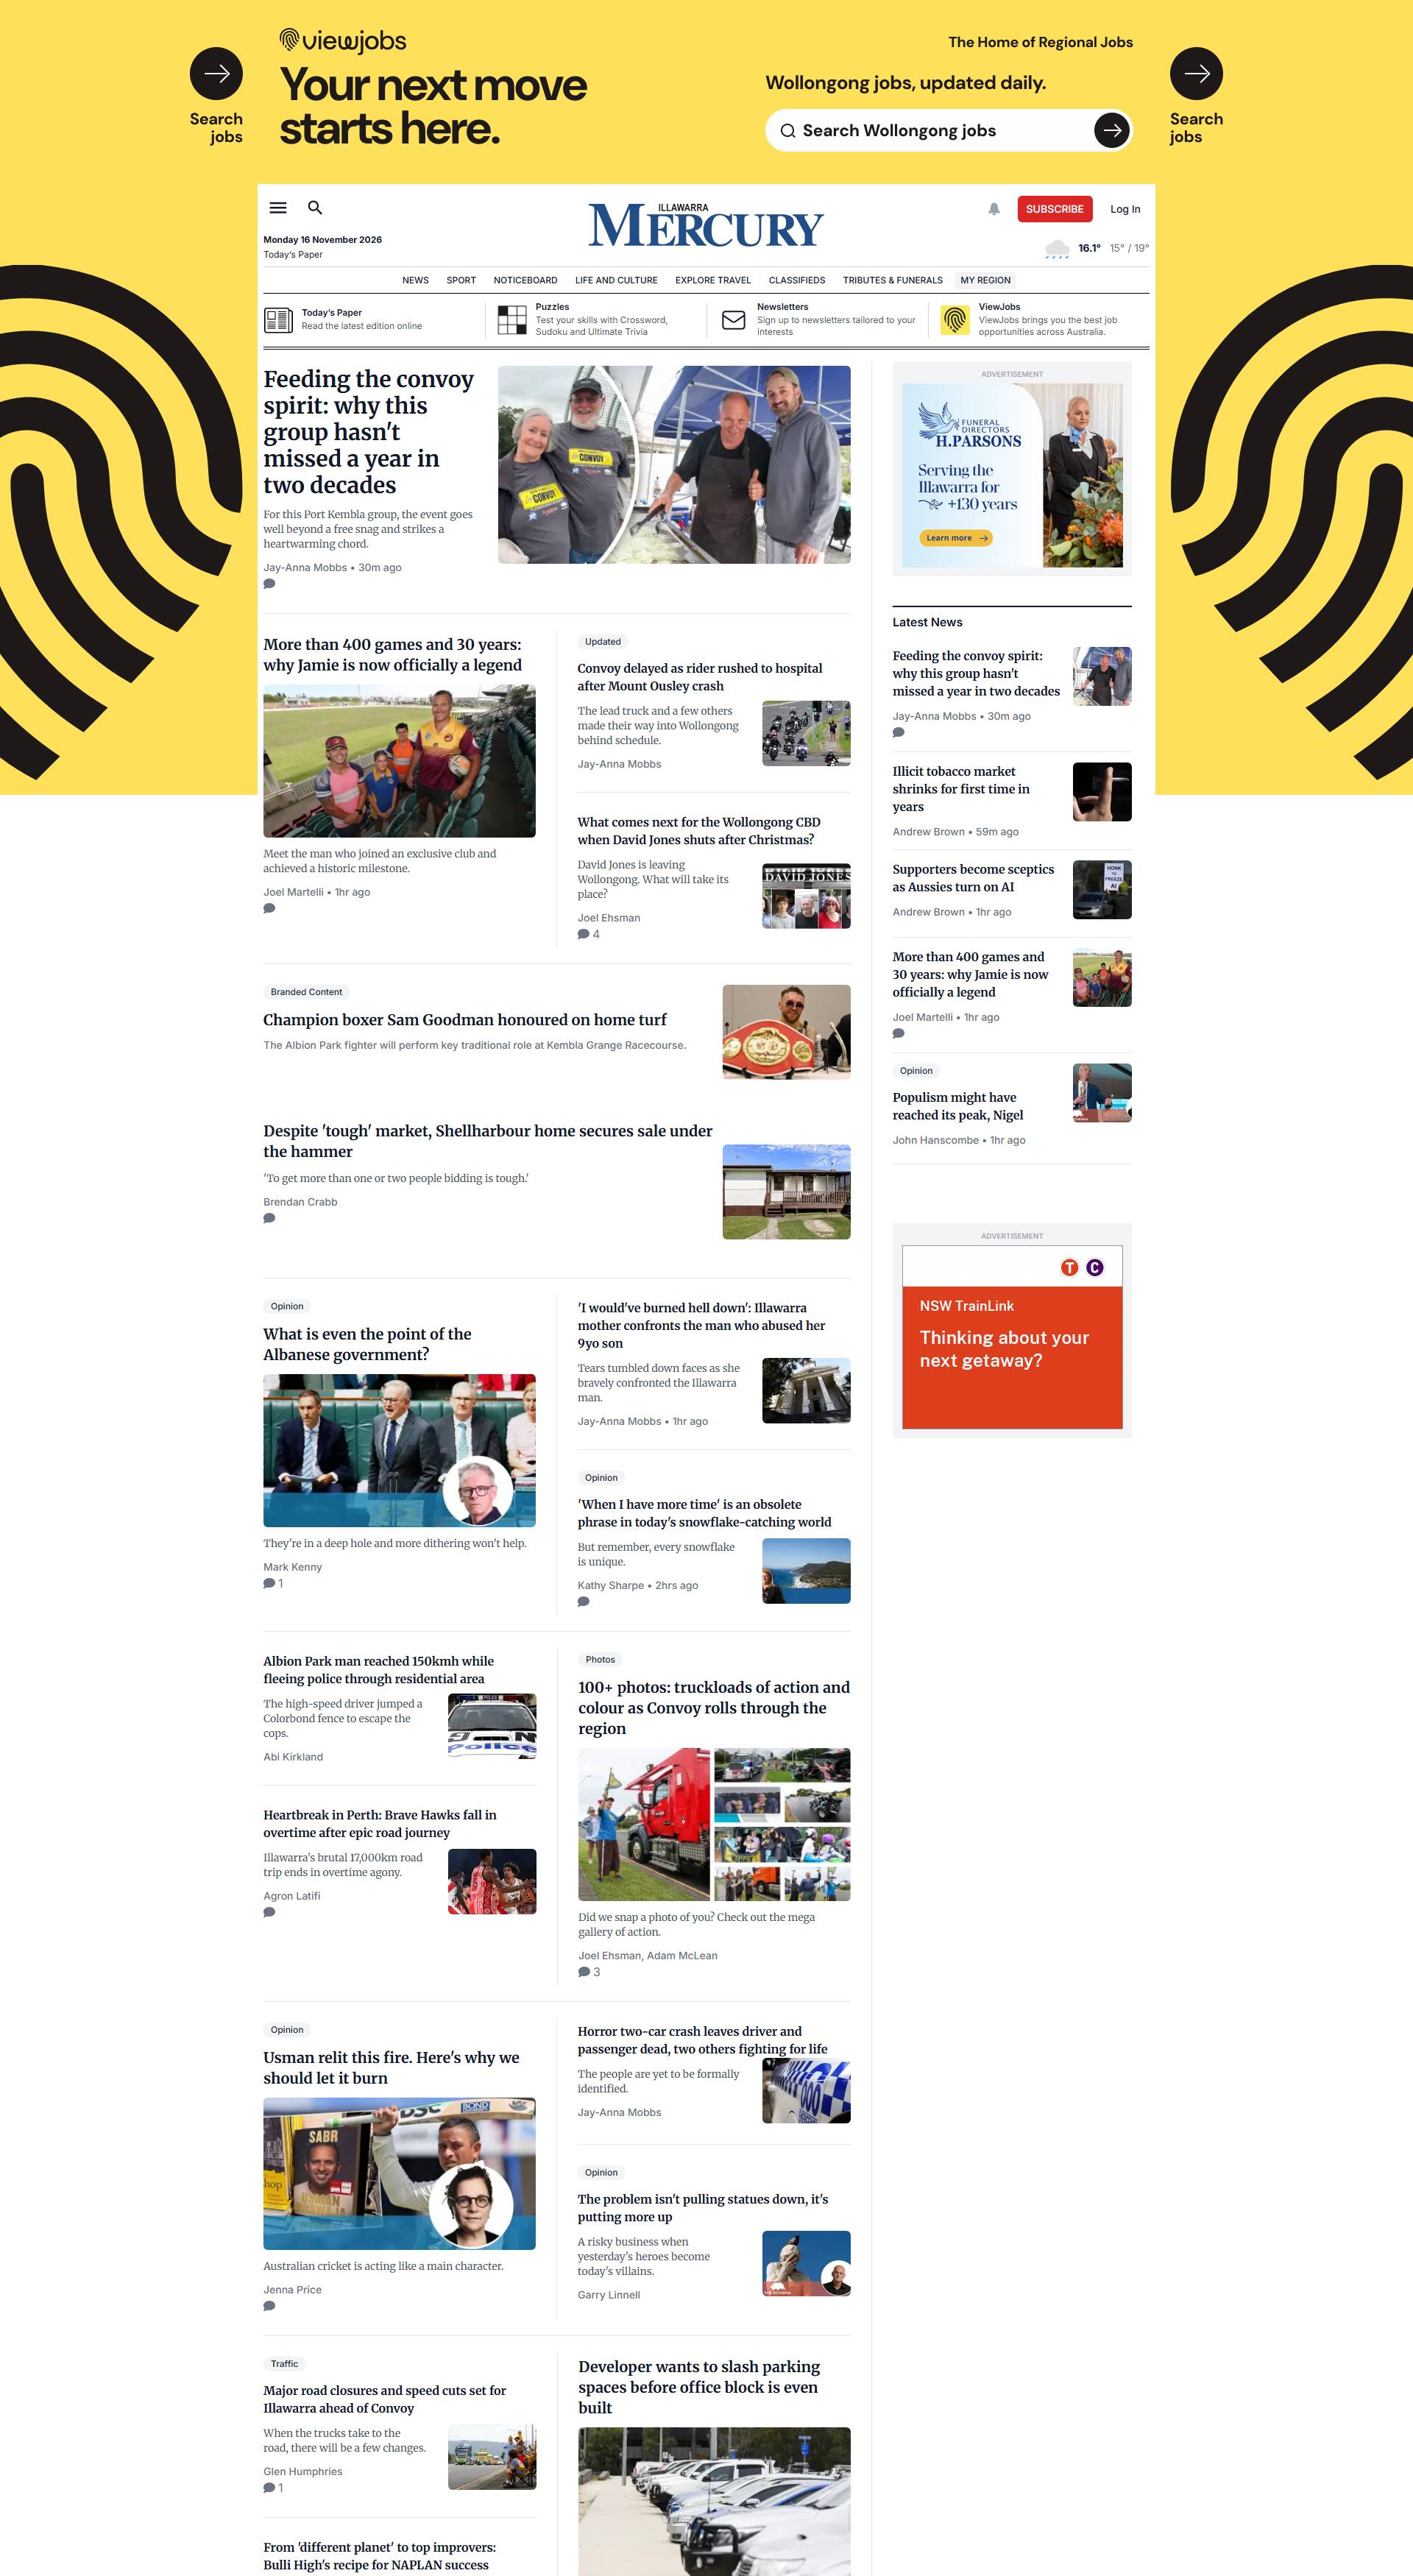 viewjobs
Your next move
starts here.
The Home of Regional Jobs
Wollongong jobs, updated daily.
Search Wollongong jobs
Search
jobs
Search
jobs
ILLAWARRA
MERCURY
SUBSCRIBE
Log In
Monday 16 November 2026
Today's Paper
16.1° 15° / 19°
NEWS SPORT NOTICEBOARD LIFE AND CULTURE EXPLORE TRAVEL CLASSIFIEDS TRIBUTES & FUNERALS MY REGION
Today's Paper
Read the latest edition online
Puzzles
Test your skills with Crossword,
Sudoku and Ultimate Trivia
Newsletters
Sign up to newsletters tailored to your
interests
ViewJobs
ViewJobs brings you the best job
opportunities across Australia.
Feeding the convoy
spirit: why this
group hasn't
missed a year in
two decades
For this Port Kembla group, the event goes
well beyond a free snag and strikes a
heartwarming chord.
Jay-Anna Mobbs • 30m ago
CONVOY
CONVOY
More than 400 games and 30 years:
why Jamie is now officially a legend
Meet the man who joined an exclusive club and
achieved a historic milestone.
Joel Martelli • 1hr ago
Updated
Convoy delayed as rider rushed to hospital
after Mount Ousley crash
The lead truck and a few others
made their way into Wollongong
behind schedule.
Jay-Anna Mobbs
What comes next for the Wollongong CBD
when David Jones shuts after Christmas?
David Jones is leaving
Wollongong. What will take its
place?
Joel Ehsman
4
DAVID JONES
Branded Content
Champion boxer Sam Goodman honoured on home turf
The Albion Park fighter will perform key traditional role at Kembla Grange Racecourse.
Despite 'tough' market, Shellharbour home secures sale under
the hammer
'To get more than one or two people bidding is tough.'
Brendan Crabb
Opinion
What is even the point of the
Albanese government?
They're in a deep hole and more dithering won't help.
Mark Kenny
1
'I would've burned hell down': Illawarra
mother confronts the man who abused her
9yo son
Tears tumbled down faces as she
bravely confronted the Illawarra
man.
Jay-Anna Mobbs • 1hr ago
Opinion
'When I have more time' is an obsolete
phrase in today's snowflake-catching world
But remember, every snowflake
is unique.
Kathy Sharpe • 2hrs ago
Albion Park man reached 150kmh while
fleeing police through residential area
The high-speed driver jumped a
Colorbond fence to escape the
cops.
Abi Kirkland
POLICE
Police
Heartbreak in Perth: Brave Hawks fall in
overtime after epic road journey
Illawarra's brutal 17,000km road
trip ends in overtime agony.
Agron Latifi
Photos
100+ photos: truckloads of action and
colour as Convoy rolls through the
region
Did we snap a photo of you? Check out the mega
gallery of action.
Joel Ehsman, Adam McLean
3
Opinion
Usman relit this fire. Here's why we
should let it burn
SABR
hop
BOND
Australian cricket is acting like a main character.
Jenna Price
Horror two-car crash leaves driver and
passenger dead, two others fighting for life
The people are yet to be formally
identified.
Jay-Anna Mobbs
000
Opinion
The problem isn't pulling statues down, it's
putting more up
A risky business when
yesterday's heroes become
today's villains.
Garry Linnell
Traffic
Major road closures and speed cuts set for
Illawarra ahead of Convoy
When the trucks take to the
road, there will be a few changes.
Glen Humphries
1
From 'different planet' to top improvers:
Bulli High's recipe for NAPLAN success
Developer wants to slash parking
spaces before office block is even
built
ADVERTISEMENT
FUNERAL
DIRECTORS
H.PARSONS
Serving the
Illawarra for
+130 years
Learn more
Latest News
Feeding the convoy spirit:
why this group hasn't
missed a year in two decades
Jay-Anna Mobbs • 30m ago
Illicit tobacco market
shrinks for first time in
years
Andrew Brown • 59m ago
Supporters become sceptics
as Aussies turn on AI
Andrew Brown • 1hr ago
HONK
TO
FREEZE
AI
More than 400 games and
30 years: why Jamie is now
officially a legend
Joel Martelli • 1hr ago
Opinion
Populism might have
reached its peak, Nigel
John Hanscombe • 1hr ago
ADVERTISEMENT
T C
NSW TrainLink
Thinking about your
next getaway?